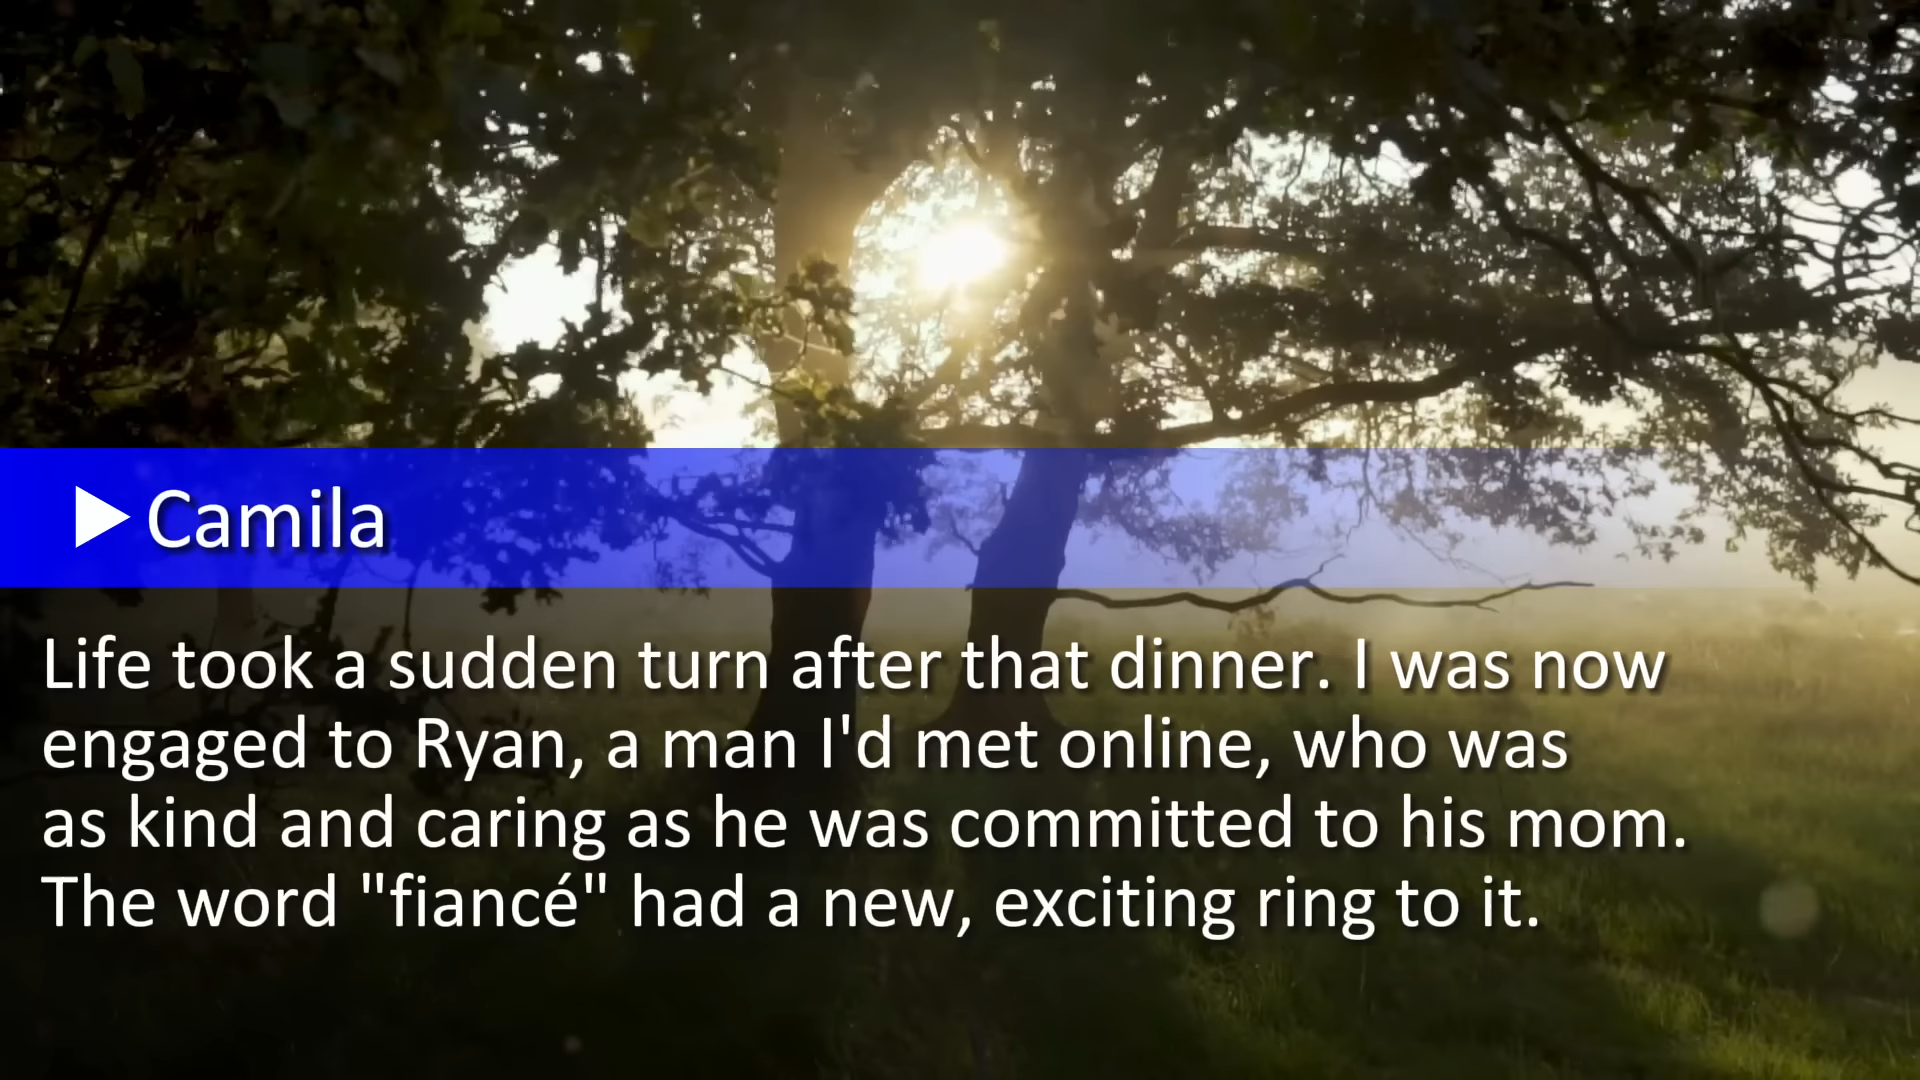 Camila
Life took a sudden turn after that dinner. I was now
engaged to Ryan, a man I'd met online, who was
as kind and caring as he was committed to his mom.
The word "fiancé" had a new, exciting ring to it.